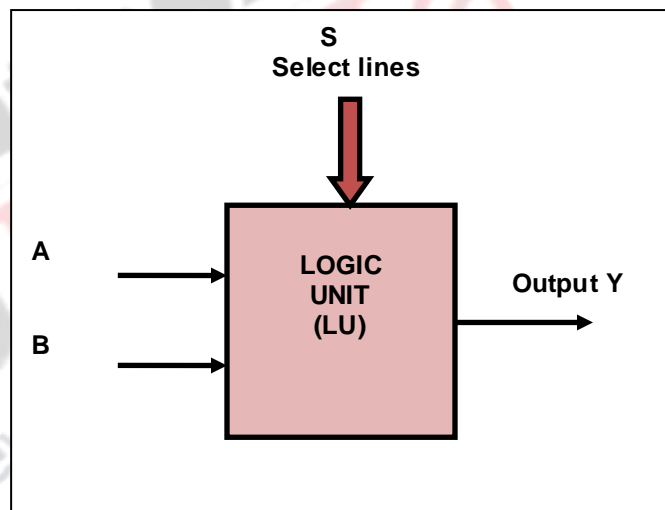 S
Select lines
A
B
LOGIC
UNIT
(LU)
Output Y